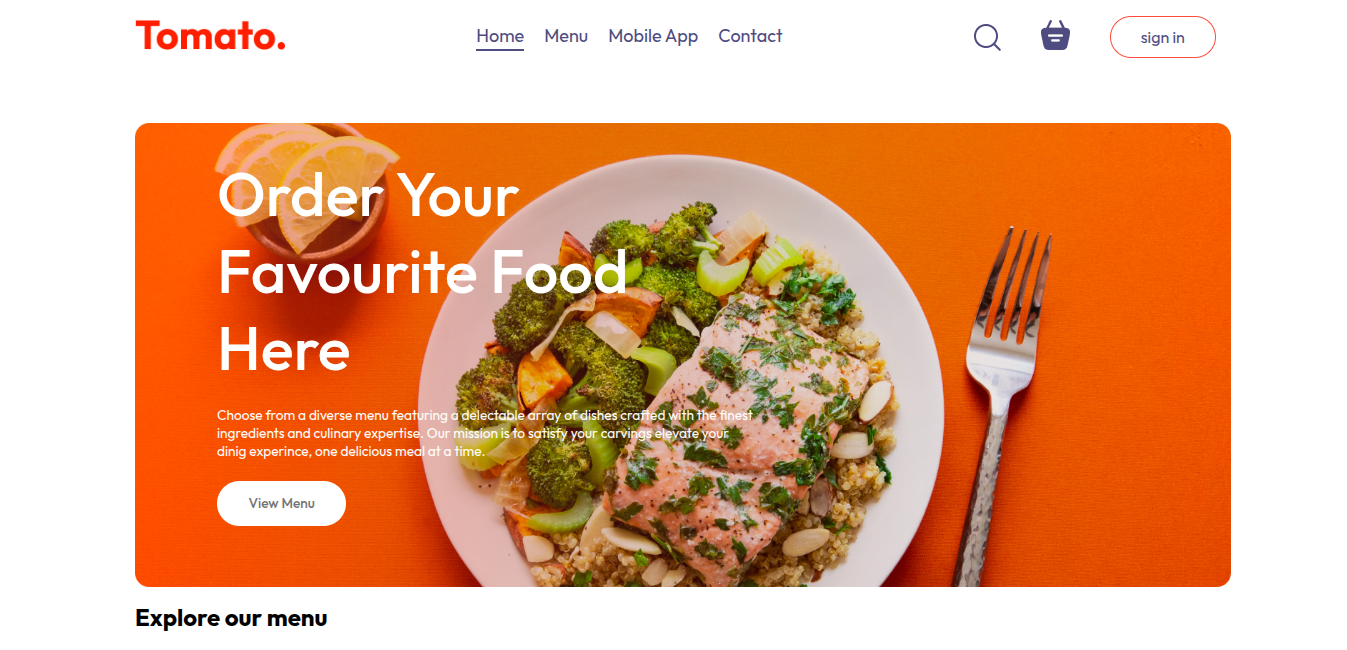 Tomato.
Home Menu Mobile App Contact
sign in
Order Your
Favourite Food
Here
Choose from a diverse menu featuring a delectable array of dishes crafted with the finest
ingredients and culinary expertise. Our mission is to satisfy your carvings elevate your
dinig experince, one delicious meal at a time.
View Menu
Explore our menu